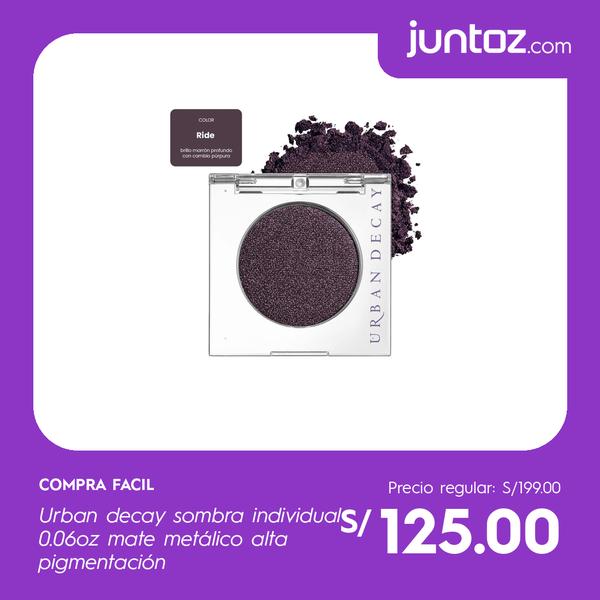 juntoz.com
COLOR
Ride
brillo marrón profundo
con cambio púrpura
URBAN DECAY
COMPRA FACIL
Urban decay sombra individual
0.06oz mate metálico alta
pigmentación
Precio regular: S/199.00
S/125.00